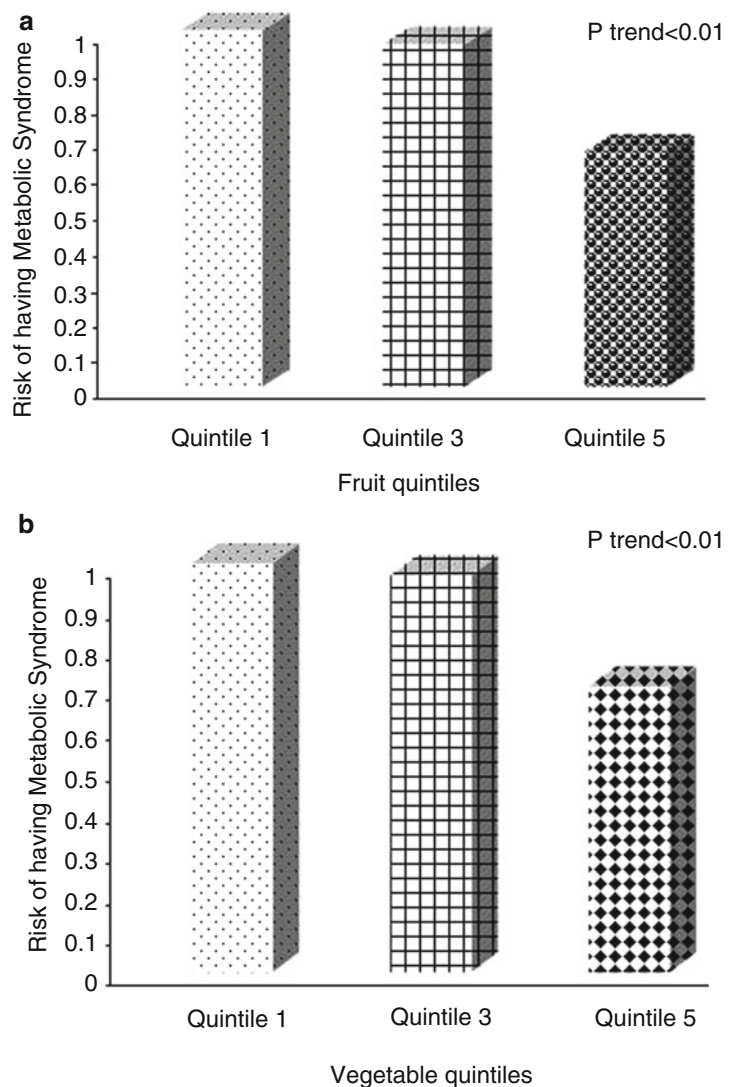 a
P trend<0.01
Risk of having Metabolic Syndrome
1
0.9
0.8
0.7
0.6
0.5
0.4
0.3
0.2
0.1
0
Quintile 1 Quintile 3 Quintile 5
Fruit quintiles
b
P trend<0.01
Risk of having Metabolic Syndrome
1
0.9
0.8
0.7
0.6
0.5
0.4
0.3
0.2
0.1
0
Quintile 1 Quintile 3 Quintile 5
Vegetable quintiles